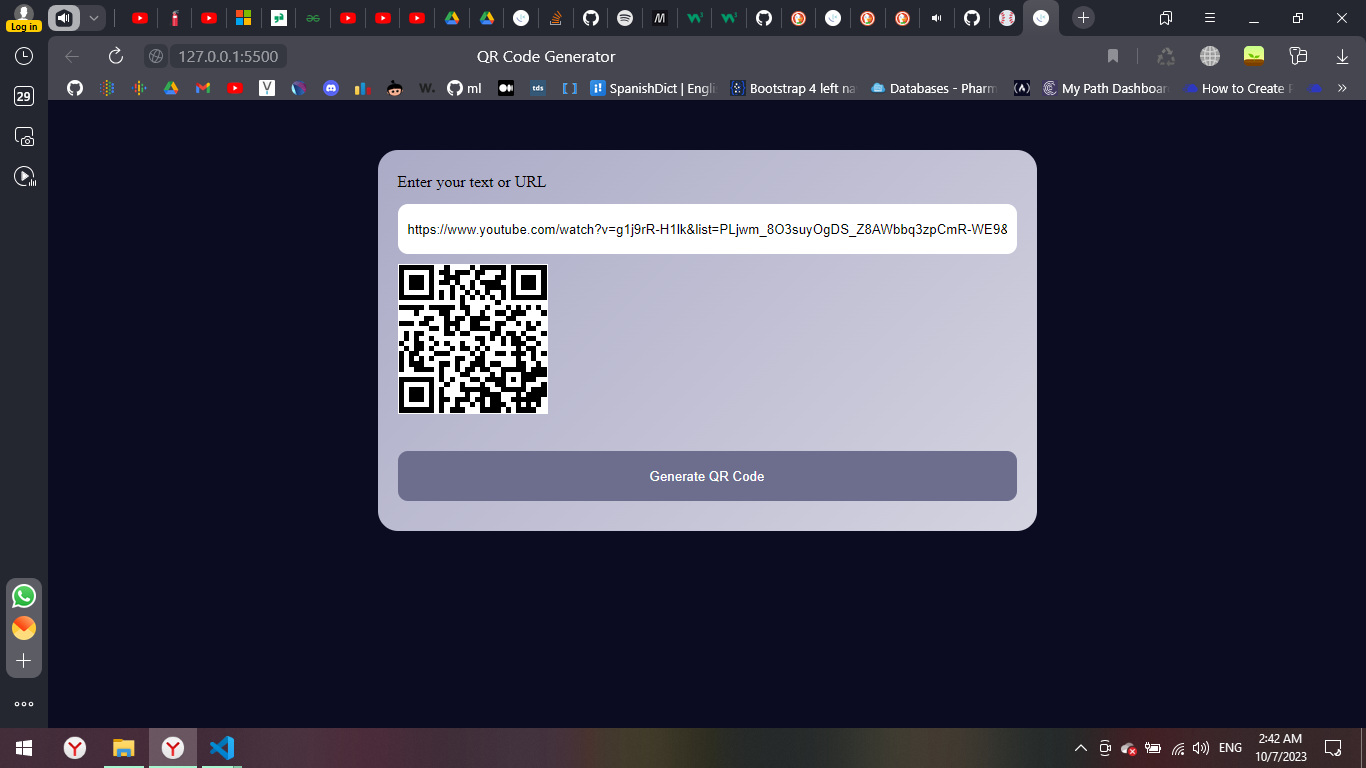 Log in
127.0.0.1:5500
QR Code Generator
29
ml
tds
SpanishDict | Engli
Bootstrap 4 left na
Databases - Pharm
My Path Dashboar
How to Create
Enter your text or URL
https://www.youtube.com/watch?v=g1j9rR-H1lk&list=PLjwm_8O3suyOgDS_Z8AWbbq3zpCmR-WE9&
Generate QR Code
ENG
2:42 AM
10/7/2023